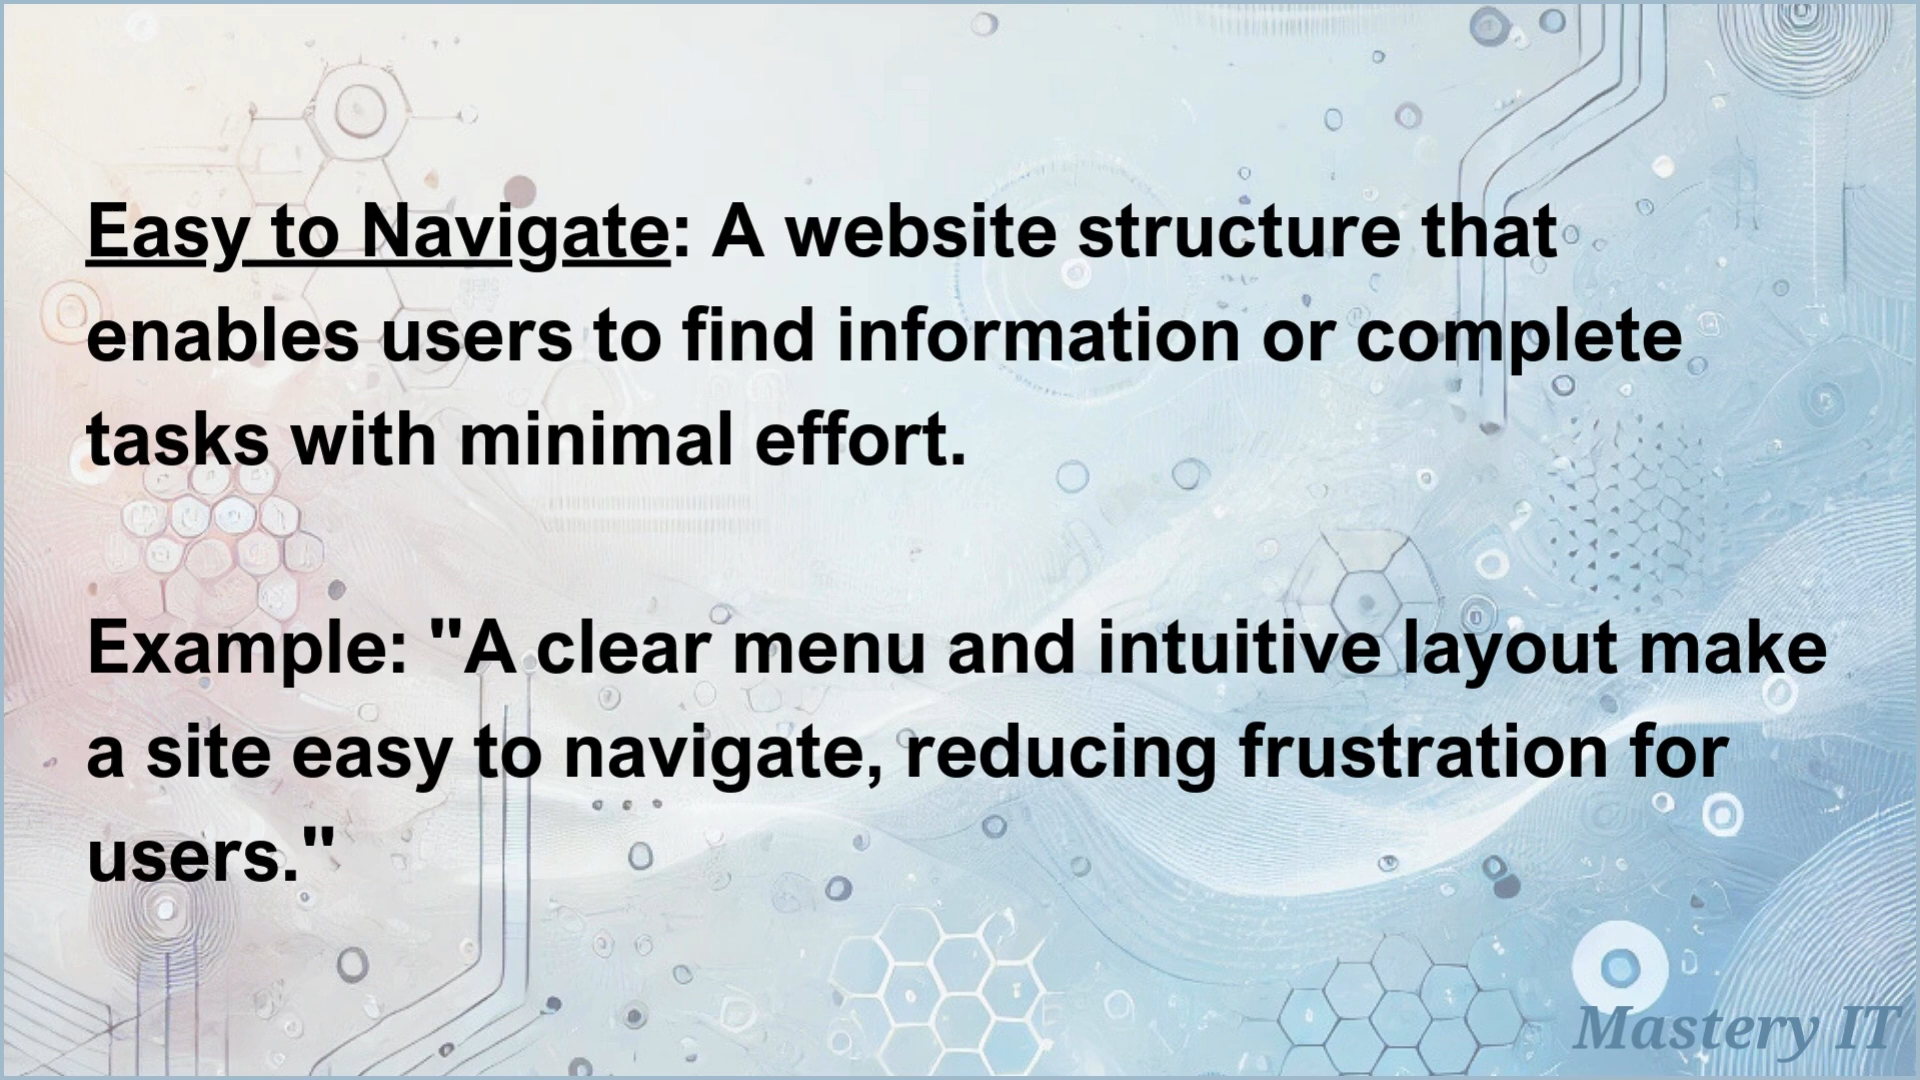 Easy to Navigate: A website structure that
enables users to find information or complete
tasks with minimal effort.
Example: "A clear menu and intuitive layout make
a site easy to navigate, reducing frustration for
users."
Mastery IT